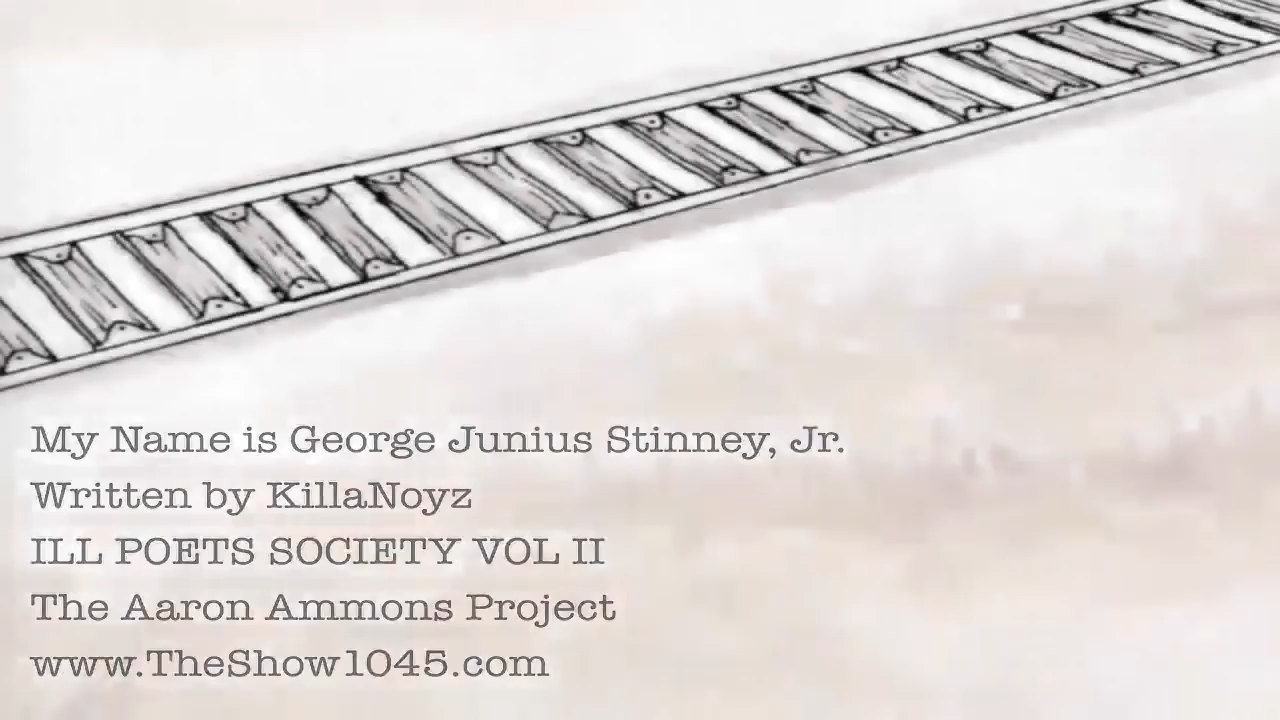 My Name is George Junius Stinney, Jr.
Written by KillaNoyz
ILL POETS SOCIETY VOL II
The Aaron Ammons Project
www.TheShow1045.com